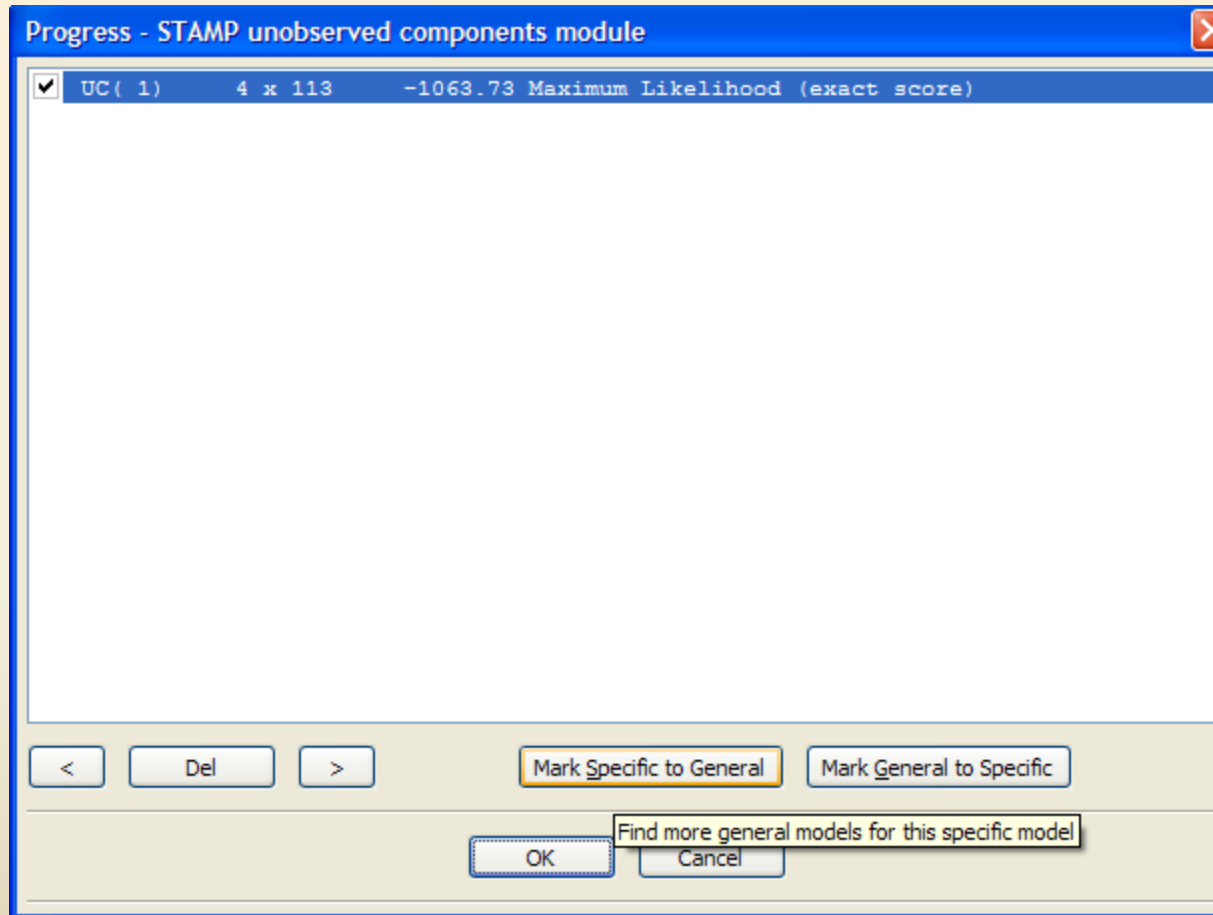 Progress - STAMP unobserved components module
UC( 1) 4 x 113 -1063.73 Maximum Likelihood (exact score)
< Del > Mark Specific to General Mark General to Specific
Find more general models for this specific model
OK Cancel